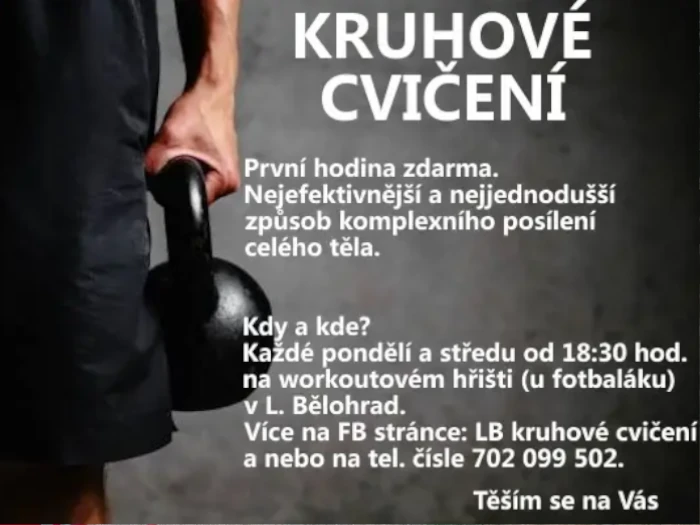 KRUHOVÉ
CVIČENÍ
První hodina zdarma.
Nejefektivnější a nejjednodušší
způsob komplexního posílení
celého těla.
Kdy a kde?
Každé pondělí a středu od 18:30 hod.
na workoutovém hřišti (u fotbaláku)
v L. Bělohrad.
Více na FB stránce: LB kruhové cvičení
a nebo na tel. čísle 702 099 502.
Těším se na Vás